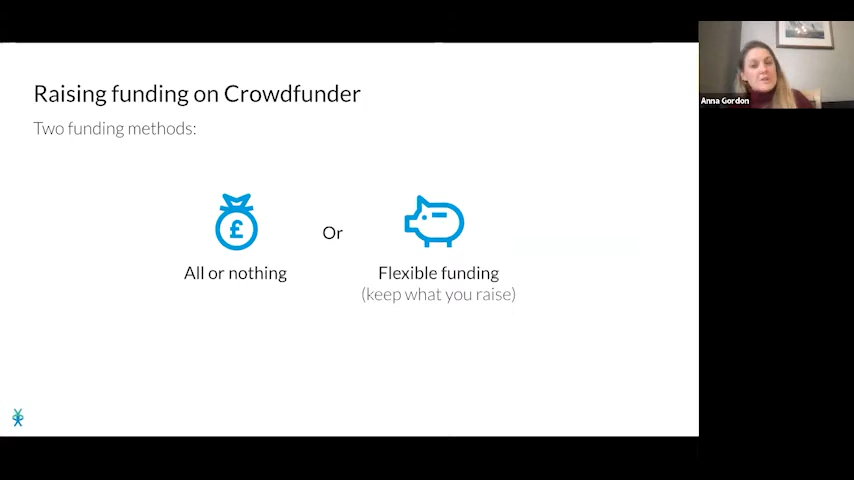 Raising funding on Crowdfunder
Two funding methods:
£
Or
All or nothing
Flexible funding
(keep what you raise)
Anna Gordon